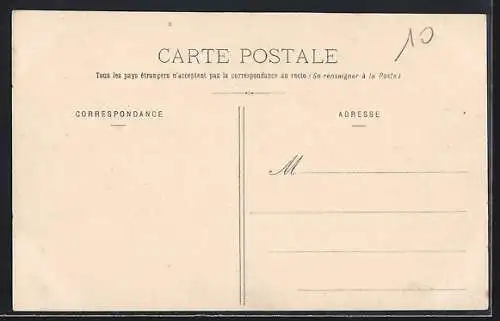 10
CARTE POSTALE
Tous les pays étrangers n'acceptent pas la correspondance au recto (Se renseigner à la Poste)
CORRESPONDANCE
ADRESSE
M